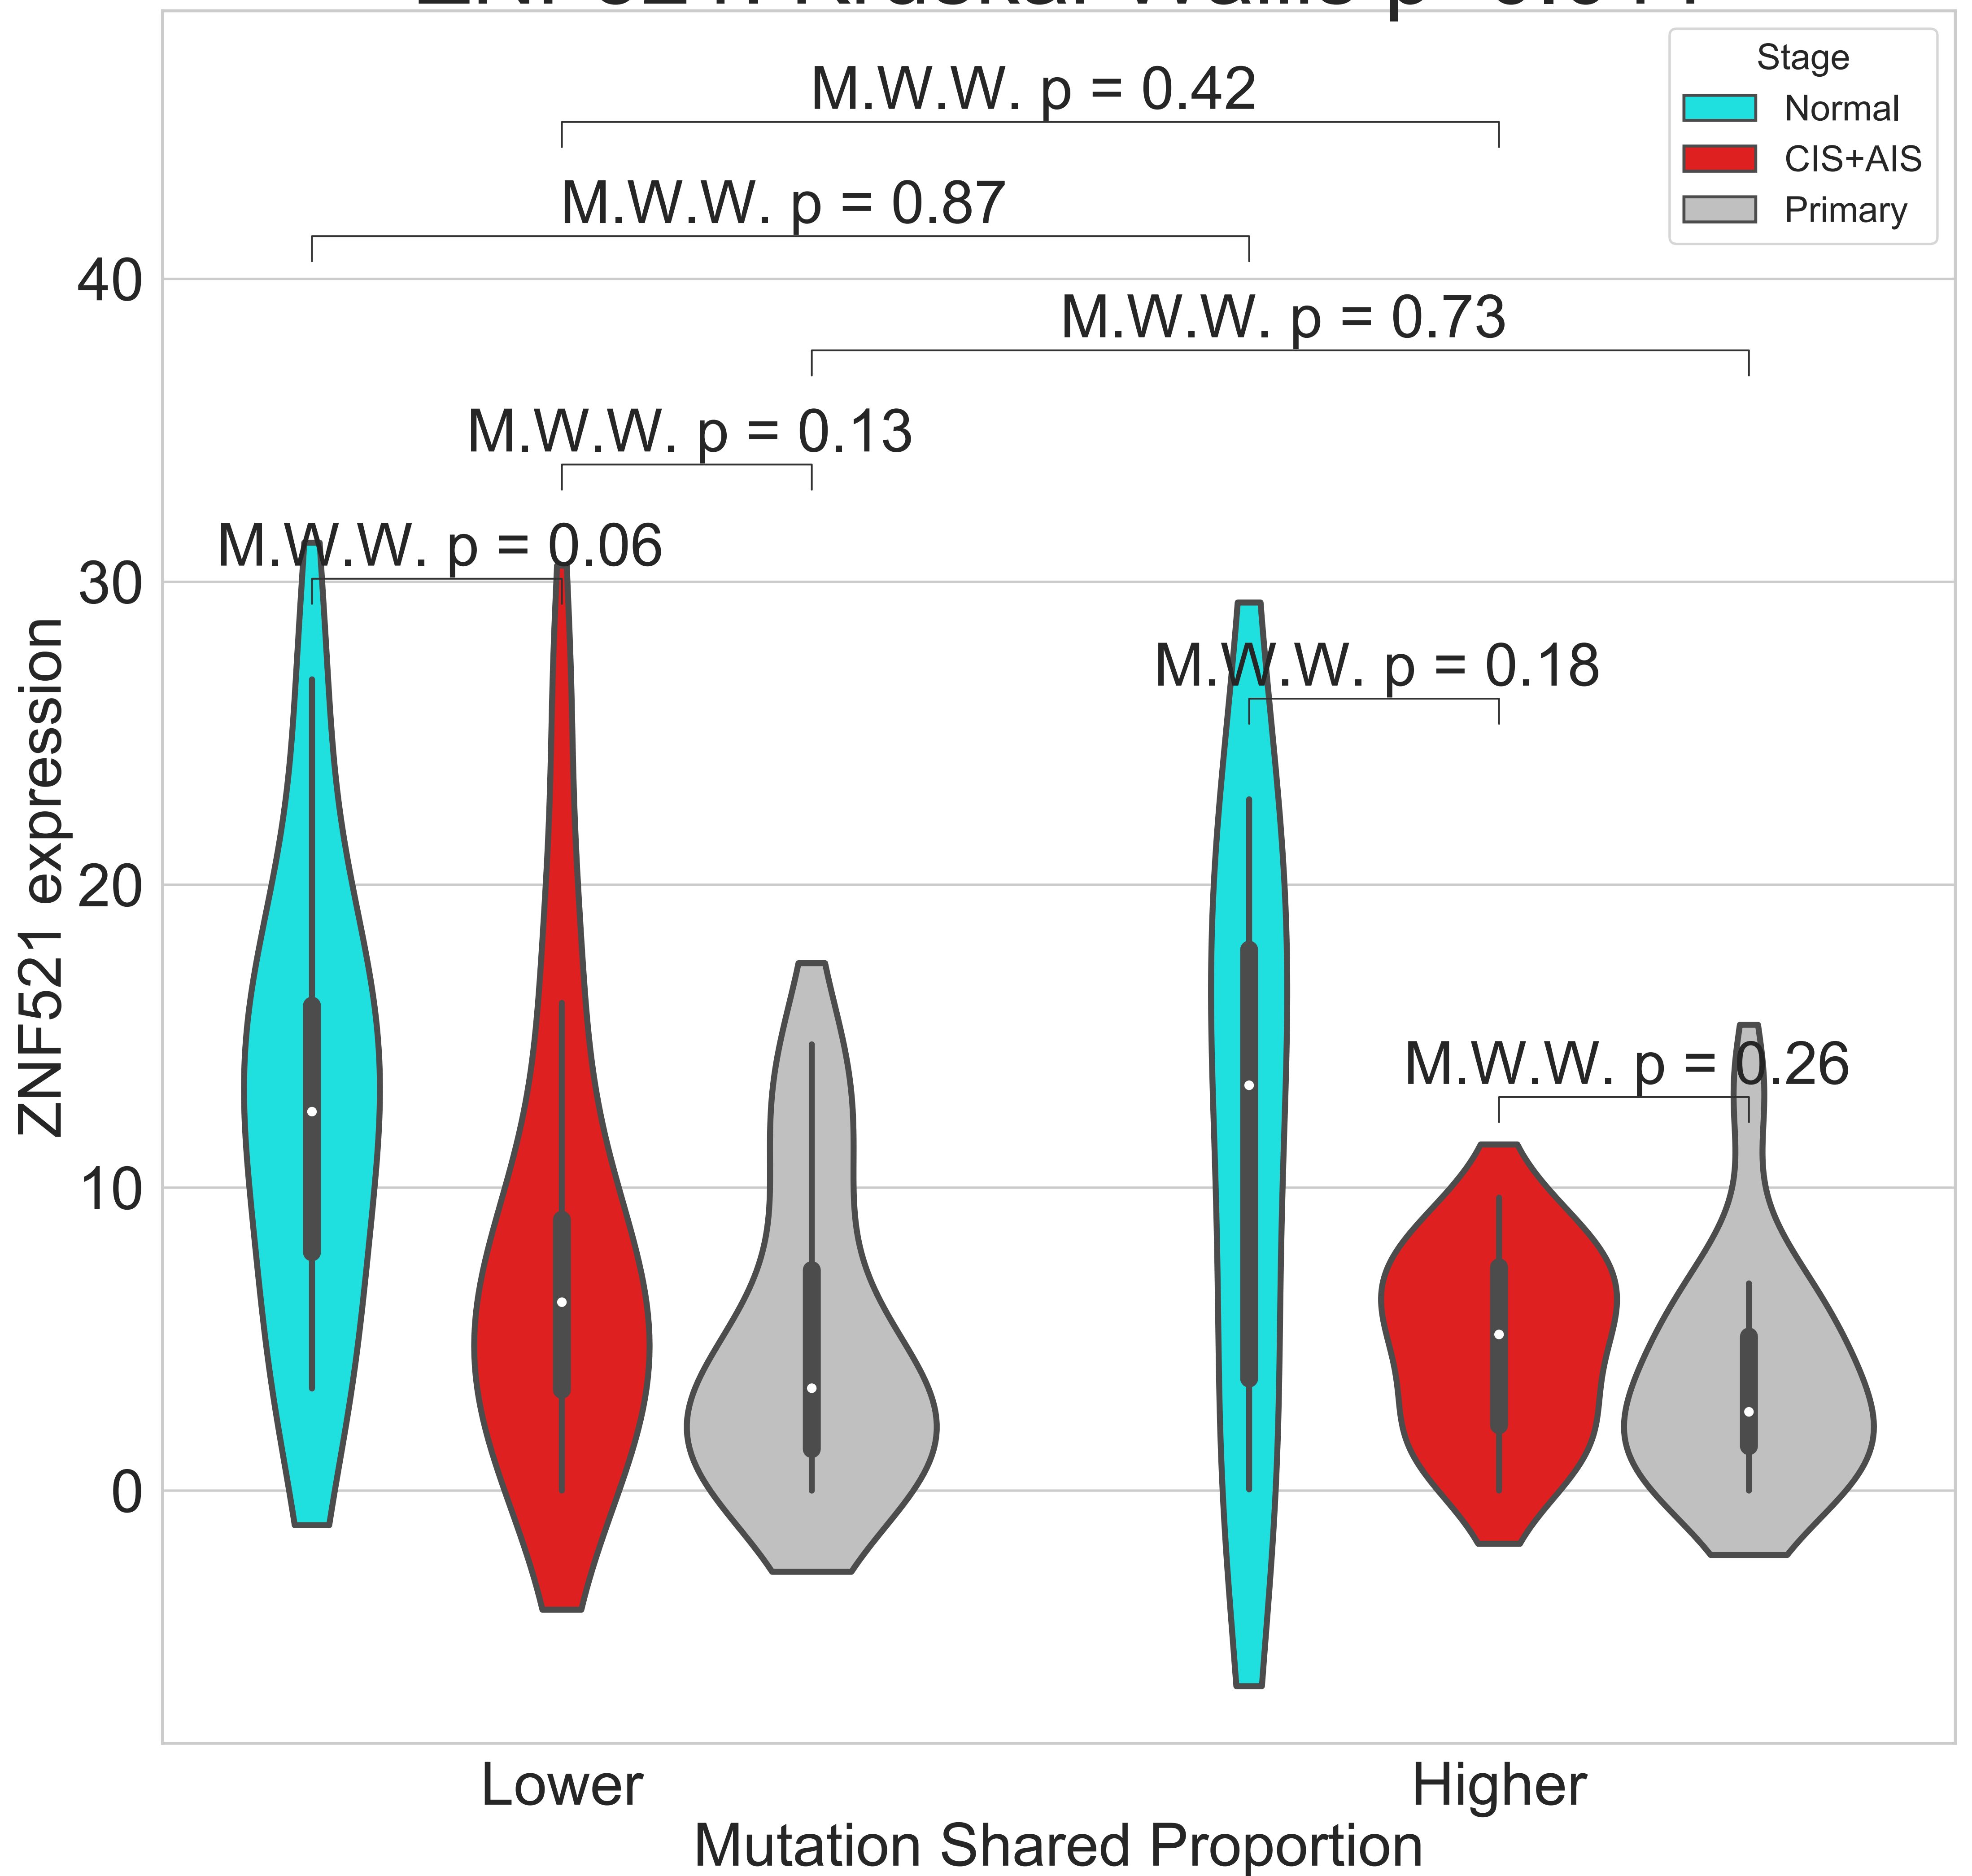 Stage
Normal
CIS+AIS
Primary
M.W.W. p = 0.42
M.W.W. p = 0.87
M.W.W. p = 0.73
M.W.W. p = 0.13
M.W.W. p = 0.06
M.W.W. p = 0.18
M.W.W. p = 0.26
40
30
20
10
0
ZNF521 expression
Lower
Higher
Mutation Shared Proportion